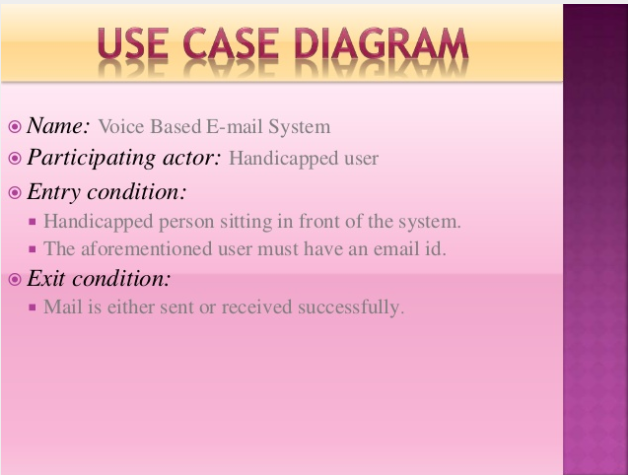 USE CASE DIAGRAM
Name: Voice Based E-mail System
Participating actor: Handicapped user
Entry condition:
Handicapped person sitting in front of the system.
The aforementioned user must have an email id.
Exit condition:
Mail is either sent or received successfully.